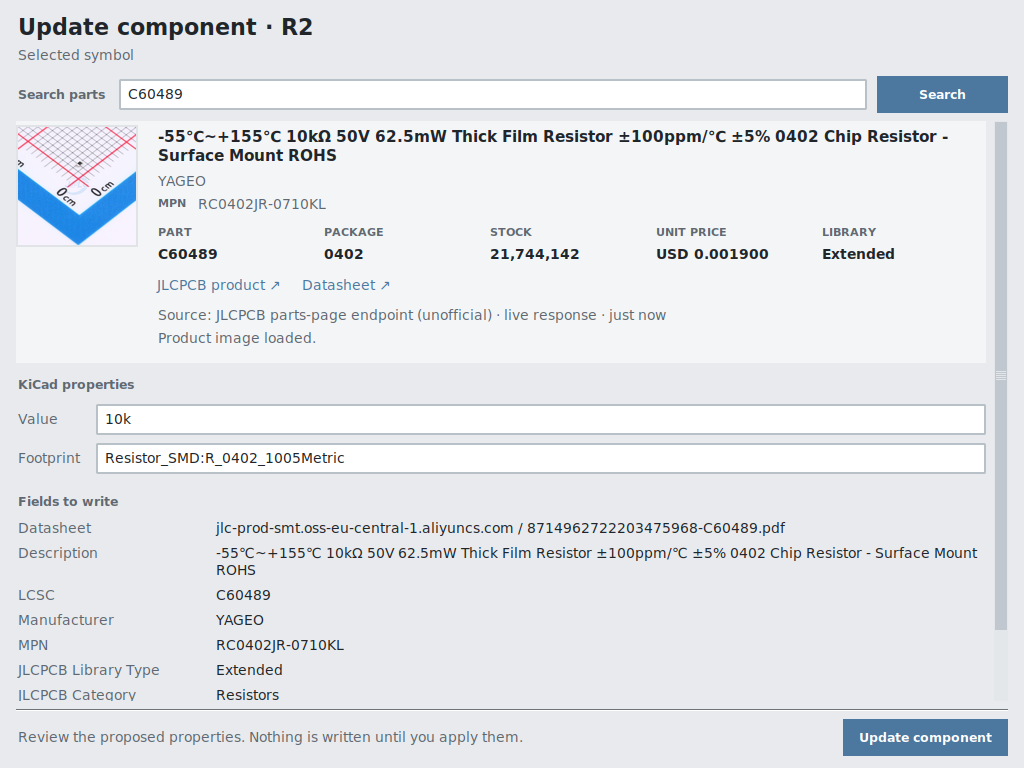 Update component · R2
Selected symbol
Search parts
C60489
Search
-55℃~+155℃ 10kΩ 50V 62.5mW Thick Film Resistor ±100ppm/℃ ±5% 0402 Chip Resistor -
Surface Mount ROHS
YAGEO
MPN RC0402JR-0710KL
PART PACKAGE STOCK UNIT PRICE LIBRARY
C60489 0402 21,744,142 USD 0.001900 Extended
JLCPCB product ↗ Datasheet ↗
Source: JLCPCB parts-page endpoint (unofficial) · live response · just now
Product image loaded.
0cm 0cm
KiCad properties
Value 10k
Footprint Resistor_SMD:R_0402_1005Metric
Fields to write
Datasheet jlc-prod-smt.oss-eu-central-1.aliyuncs.com / 8714962722203475968-C60489.pdf
Description -55℃~+155℃ 10kΩ 50V 62.5mW Thick Film Resistor ±100ppm/℃ ±5% 0402 Chip Resistor - Surface Mount
ROHS
LCSC C60489
Manufacturer YAGEO
MPN RC0402JR-0710KL
JLCPCB Library Type Extended
JLCPCB Category Resistors
Review the proposed properties. Nothing is written until you apply them.
Update component